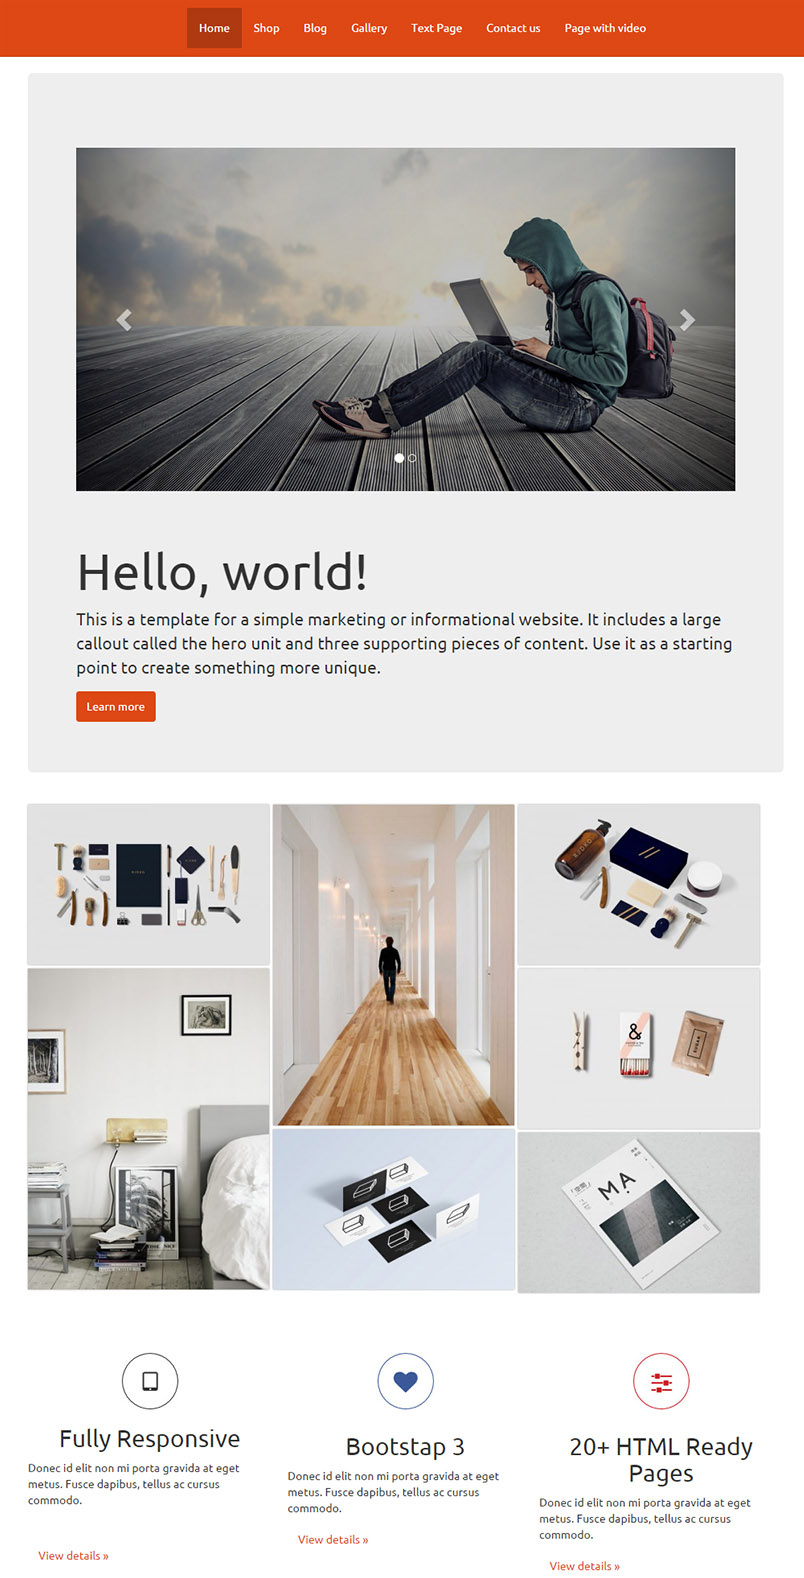 Home Shop Blog Gallery Text Page Contact us Page with video
Hello, world!
This is a template for a simple marketing or informational website. It includes a large
callout called the hero unit and three supporting pieces of content. Use it as a starting
point to create something more unique.
Learn more
&
SUGAR
MA
Fully Responsive
Donec id elit non mi porta gravida at eget
metus. Fusce dapibus, tellus ac cursus
commodo.
View details »
Bootstap 3
Donec id elit non mi porta gravida at eget
metus. Fusce dapibus, tellus ac cursus
commodo.
View details »
20+ HTML Ready
Pages
Donec id elit non mi porta gravida at eget
metus. Fusce dapibus, tellus ac cursus
commodo.
View details »